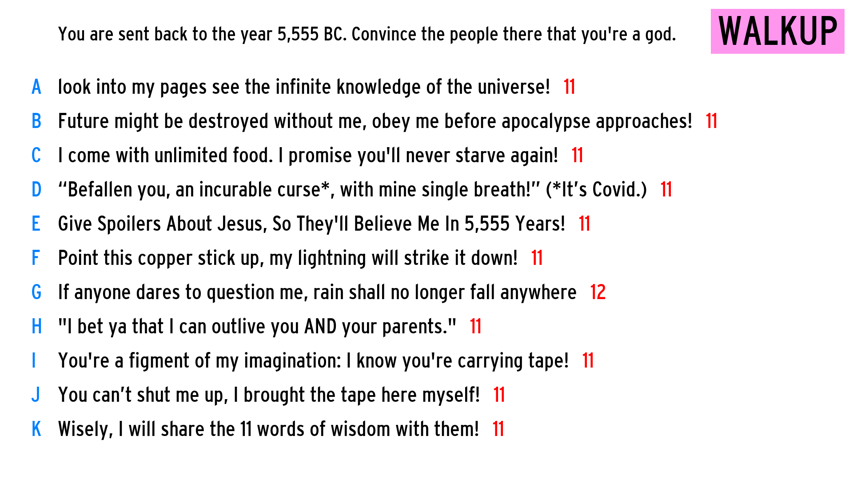 You are sent back to the year 5,555 BC. Convince the people there that you're a god.
WALKUP
A look into my pages see the infinite knowledge of the universe! 11
B Future might be destroyed without me, obey me before apocalypse approaches! 11
C I come with unlimited food. I promise you'll never starve again! 11
D “Befallen you, an incurable curse*, with mine single breath!” (*It’s Covid.) 11
E Give Spoilers About Jesus, So They'll Believe Me In 5,555 Years! 11
F Point this copper stick up, my lightning will strike it down! 11
G If anyone dares to question me, rain shall no longer fall anywhere 12
H "I bet ya that I can outlive you AND your parents." 11
I You're a figment of my imagination: I know you're carrying tape! 11
J You can’t shut me up, I brought the tape here myself! 11
K Wisely, I will share the 11 words of wisdom with them! 11